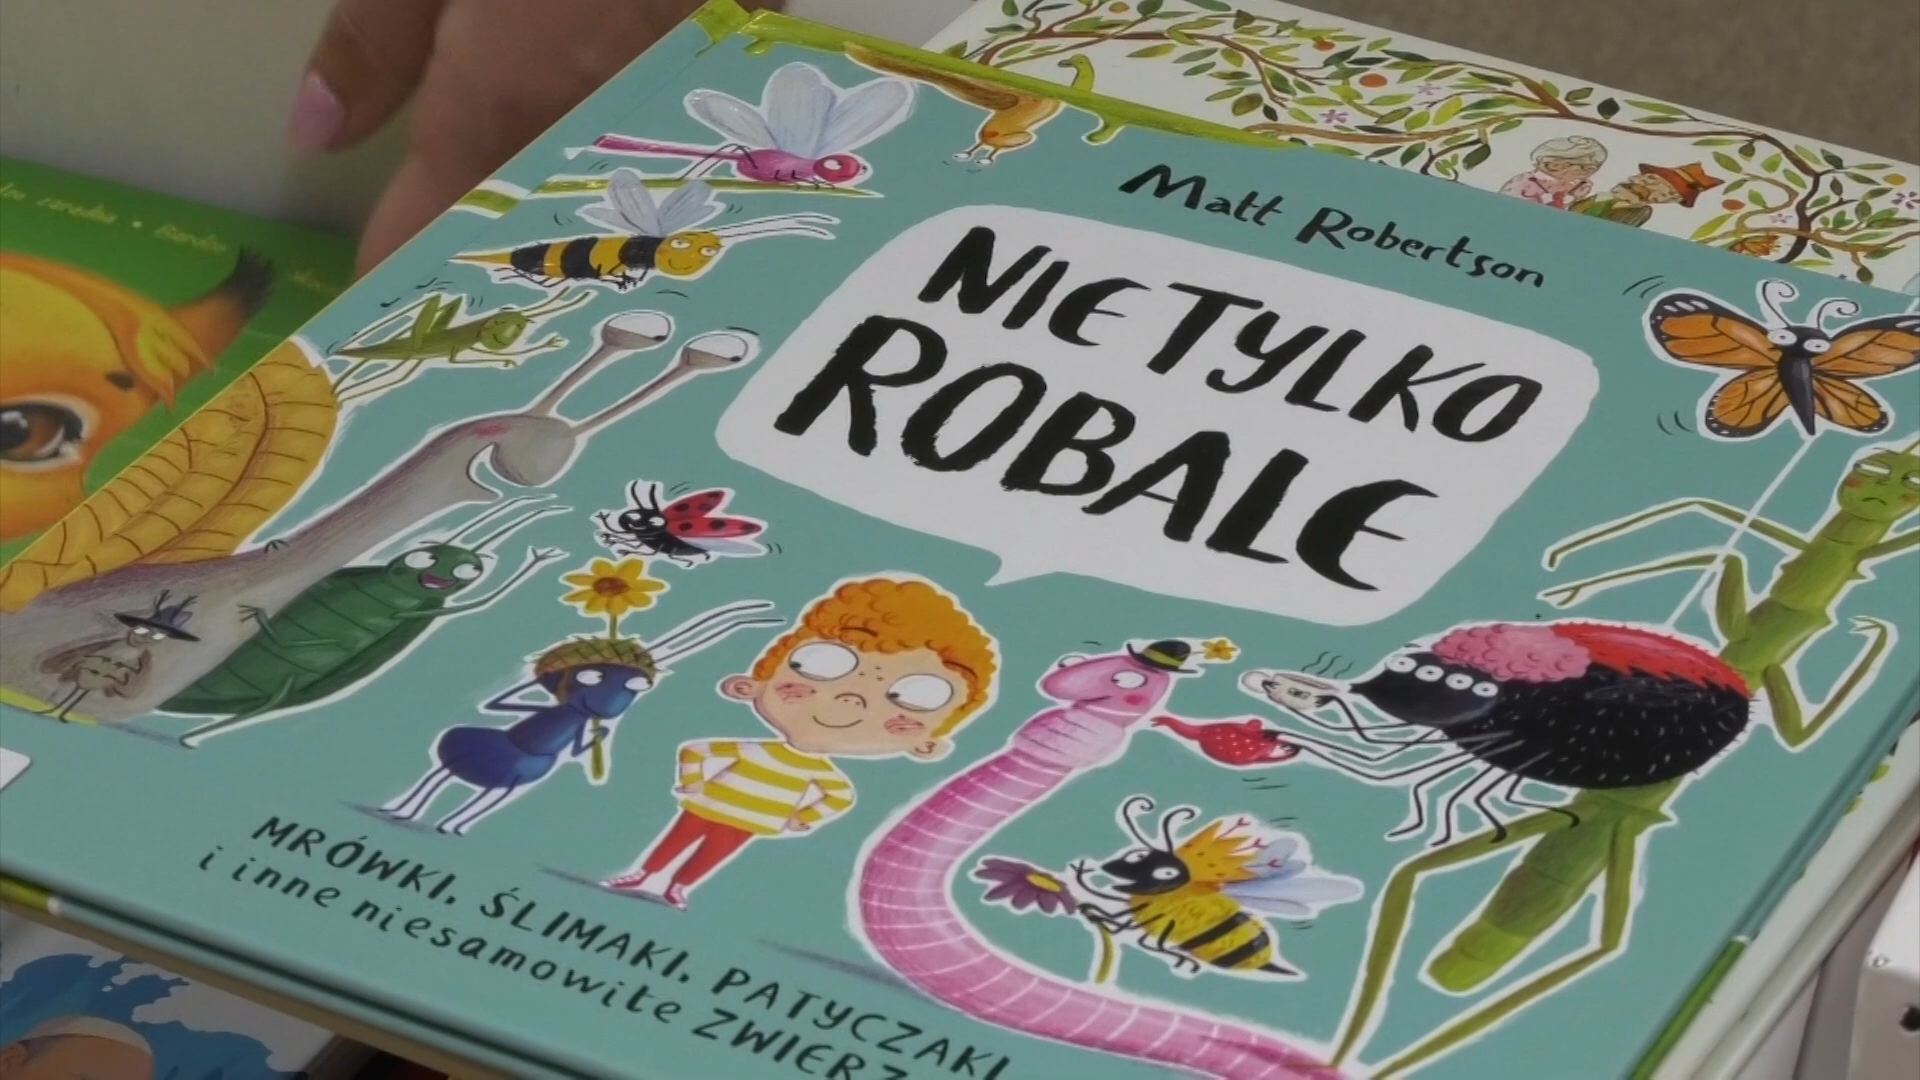 Matt Robertson
NIE TYLKO
ROBALE
MRÓWKI, ŚLIMAKI, PATYCZAKI
i inne niesamowite